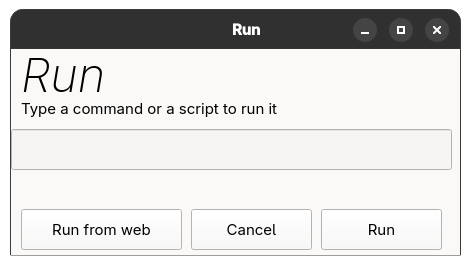 Run
Run
Type a command or a script to run it
Run from web
Cancel
Run